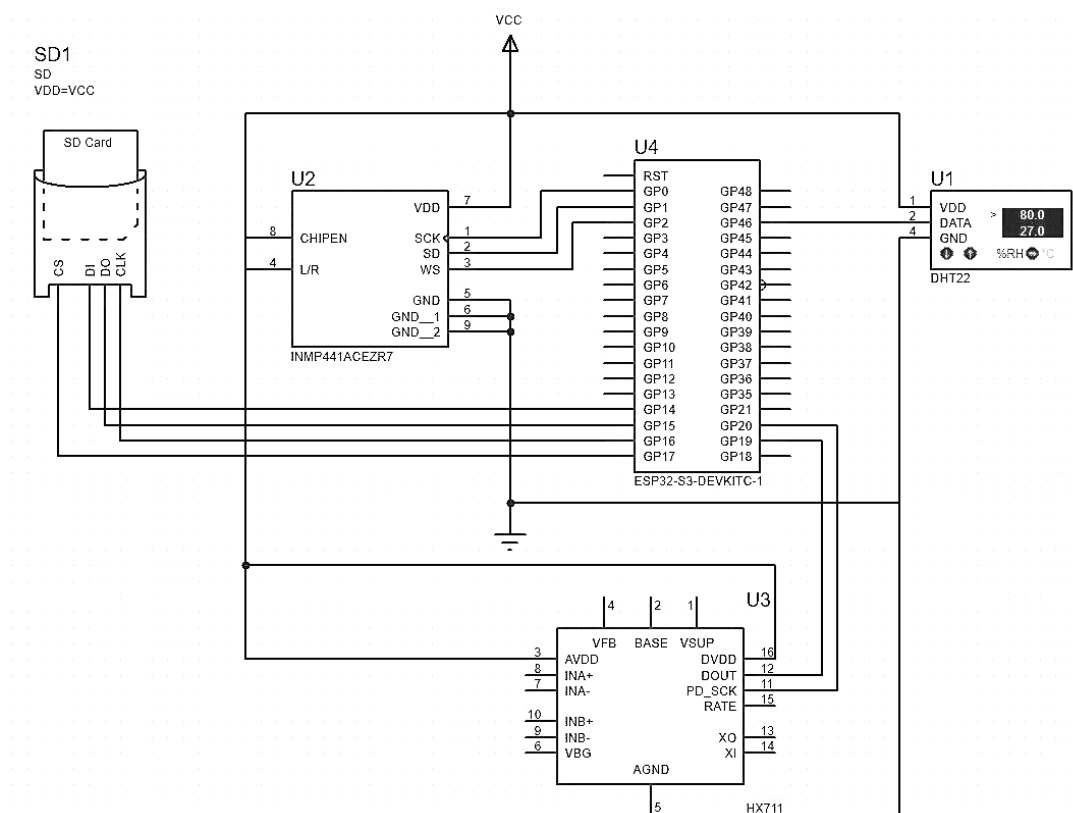 VCC
SD1
SD
VDD=VCC
SD Card
CS
DI
DO
CLK
U2
8 CHIPEN
4 L/R
VDD 7
SCK 1
SD 2
WS 3
GND 5
GND__1 6
GND__2 9
INMP441ACEZR7
U4
RST
GP0 GP48
GP1 GP47
GP2 GP46
GP3 GP45
GP4 GP44
GP5 GP43
GP6 GP42
GP7 GP41
GP8 GP40
GP9 GP39
GP10 GP38
GP11 GP37
GP12 GP36
GP13 GP35
GP14 GP21
GP15 GP20
GP16 GP19
GP17 GP18
ESP32-S3-DEVKITC-1
U1
1 VDD
2 DATA
4 GND
> 80.0
27.0
%RH °C
DHT22
U3
4 2 1
VFB BASE VSUP
3 AVDD DVDD 16
8 INA+ DOUT 12
7 INA- PD_SCK 11
RATE 15
10 INB+
9 INB- XO 13
6 VBG XI 14
AGND
5
HX711